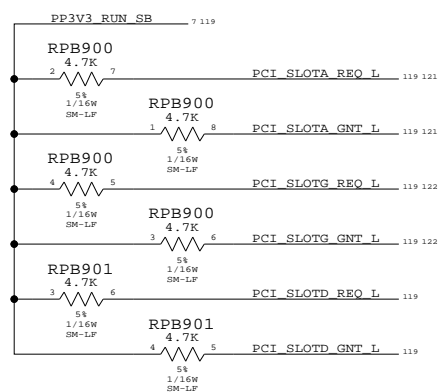 PP3V3_RUN_SB 7 119
RPB900
4.7K
2 7 PCI_SLOTA_REQ_L 119 121
5%
1/16W
SM-LF
RPB900
4.7K
1 8 PCI_SLOTA_GNT_L 119 121
5%
1/16W
SM-LF
RPB900
4.7K
4 5 PCI_SLOTG_REQ_L 119 122
5%
1/16W
SM-LF
RPB900
4.7K
3 6 PCI_SLOTG_GNT_L 119 122
5%
1/16W
SM-LF
RPB901
4.7K
3 6 PCI_SLOTD_REQ_L 119
5%
1/16W
SM-LF
RPB901
4.7K
4 5 PCI_SLOTD_GNT_L 119
5%
1/16W
SM-LF